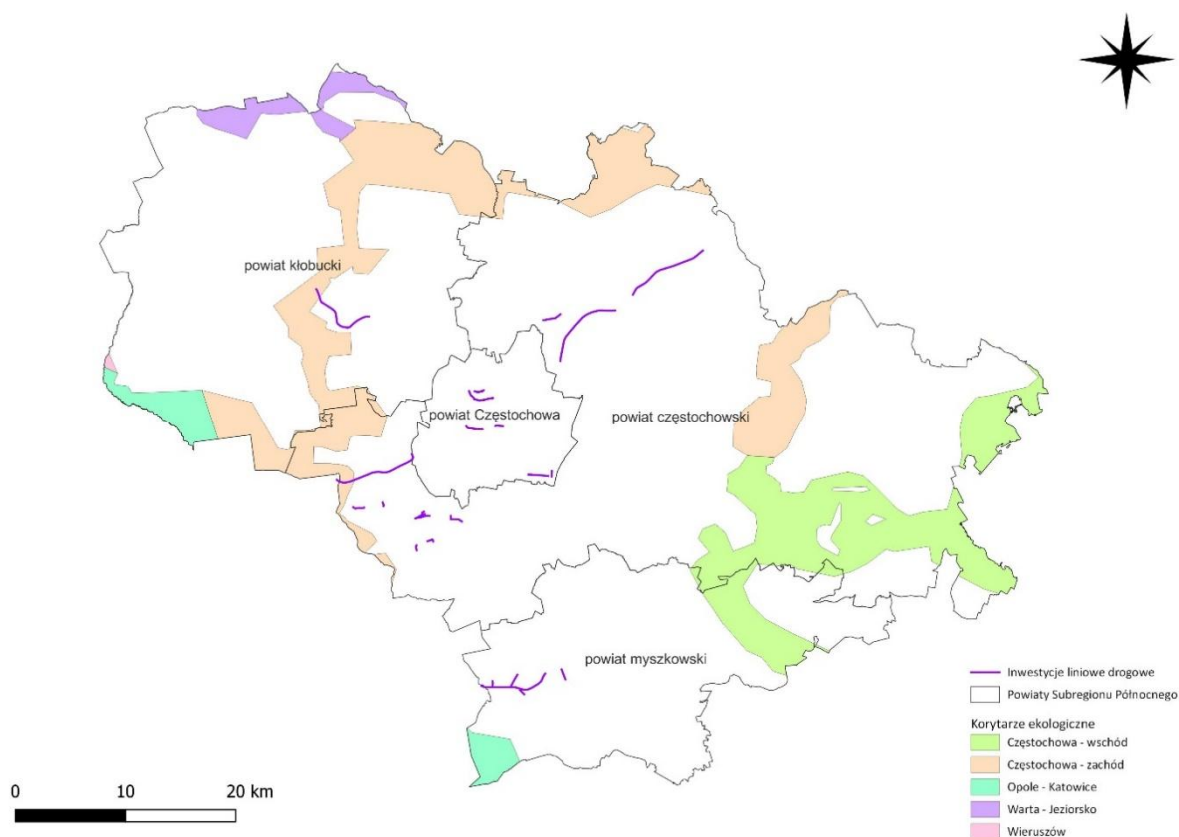 powiat kłobucki
powiat Częstochowa
powiat częstochowski
powiat myszkowski
Inwestycje liniowe drogowe
Powiaty Subregionu Północnego
Korytarze ekologiczne
Częstochowa - wschód
Częstochowa - zachód
Opole - Katowice
Warta - Jeziorsko
Wieruszów
0 10 20 km